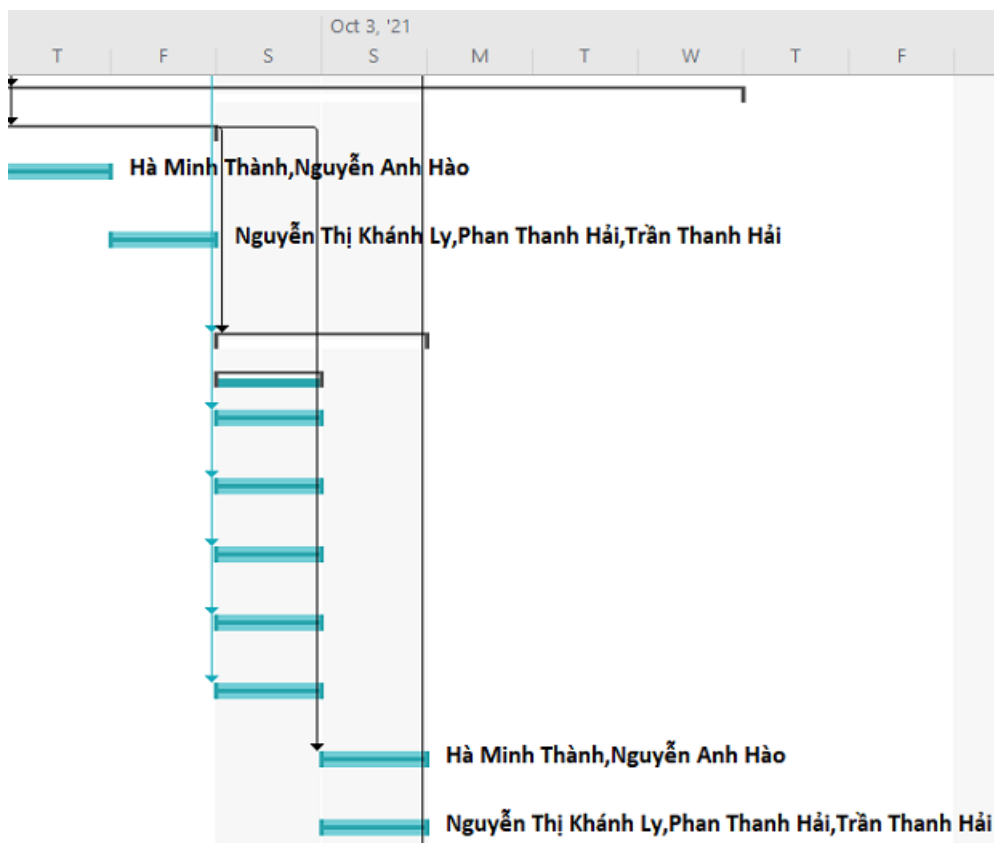 Oct 3, '21
T F S S M T W T F
Hà Minh Thành,Nguyễn Anh Hào
Nguyễn Thị Khánh Ly,Phan Thanh Hải,Trần Thanh Hải
Hà Minh Thành,Nguyễn Anh Hào
Nguyễn Thị Khánh Ly,Phan Thanh Hải,Trần Thanh Hải